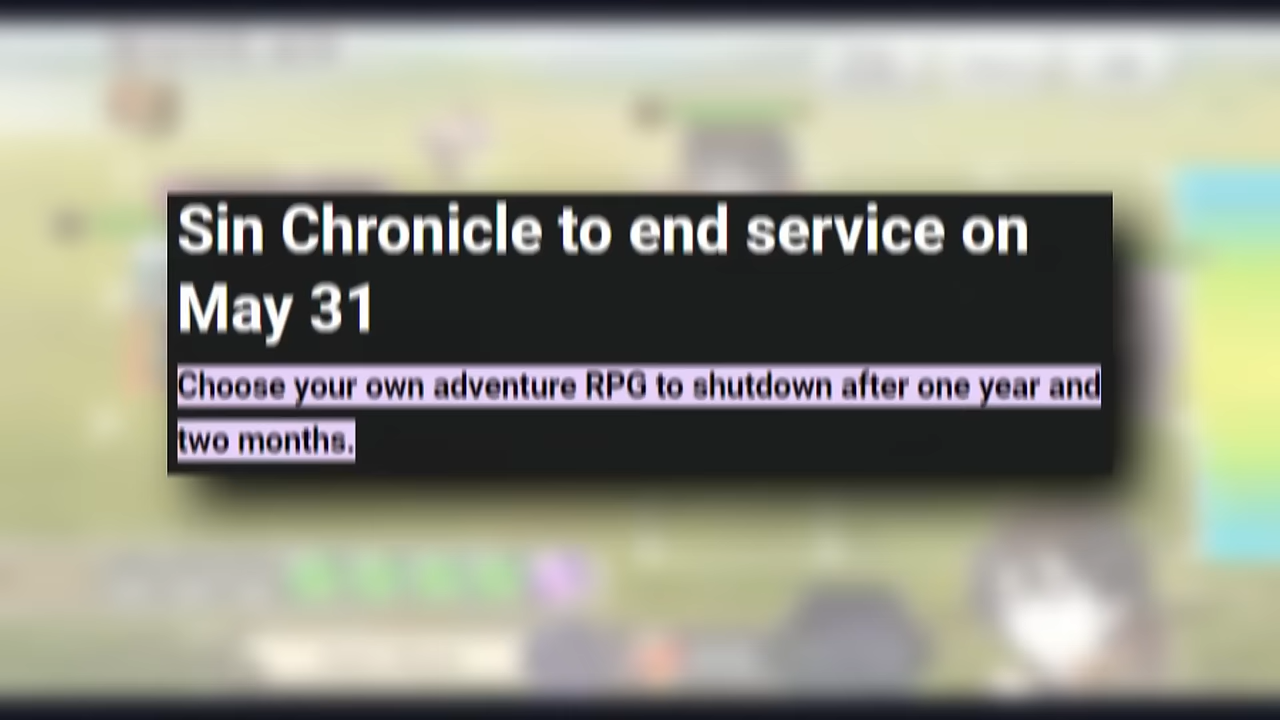 Sin Chronicle to end service on
May 31
Choose your own adventure RPG to shutdown after one year and
two months.